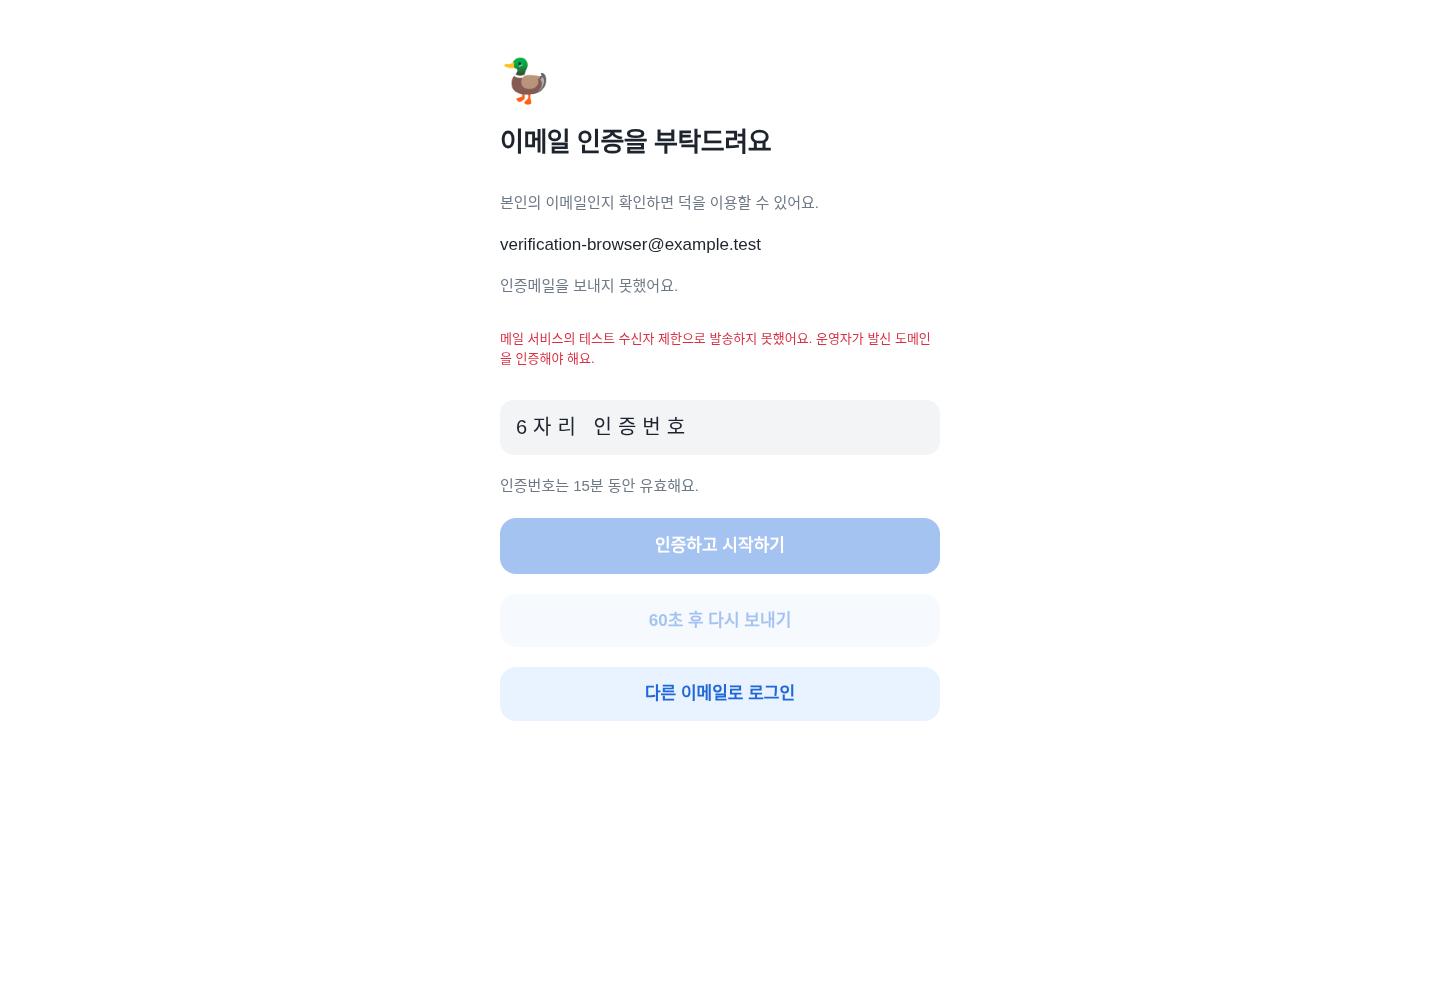 이메일 인증을 부탁드려요
본인의 이메일인지 확인하면 덕을 이용할 수 있어요.
verification-browser@example.test
인증메일을 보내지 못했어요.
메일 서비스의 테스트 수신자 제한으로 발송하지 못했어요. 운영자가 발신 도메인
을 인증해야 해요.
6자리 인증번호
인증번호는 15분 동안 유효해요.
인증하고 시작하기
60초 후 다시 보내기
다른 이메일로 로그인